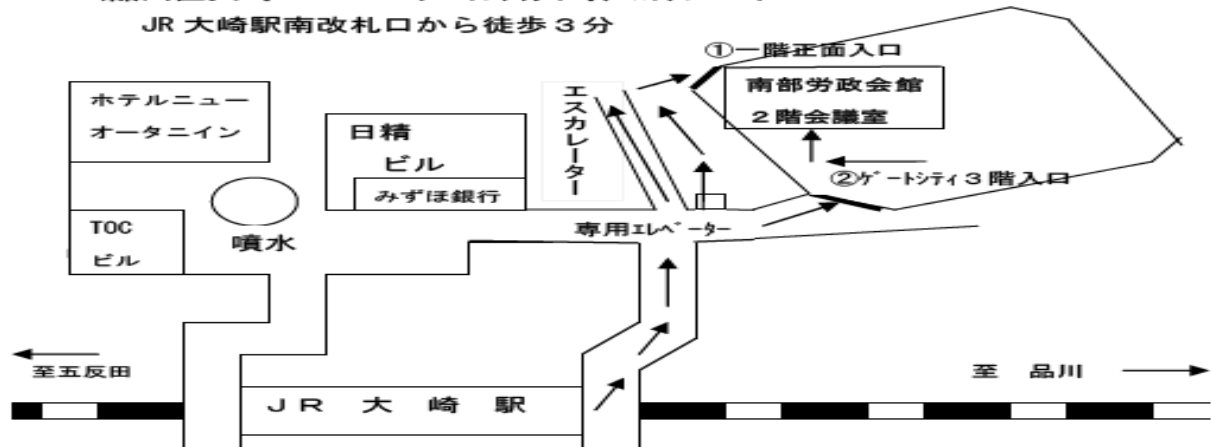 JR 大崎駅南改札口から徒歩３分
①一階正面入口
南部労政会館
２階会議室
②ｹﾞｰﾄシティ３階入口
エスカレーター
専用ｴﾚﾍﾞｰﾀｰ
ホテルニュー
オータニイン
日精
ビル
みずほ銀行
TOC
ビル
噴水
至五反田
至 品川
ＪＲ 大 崎 駅